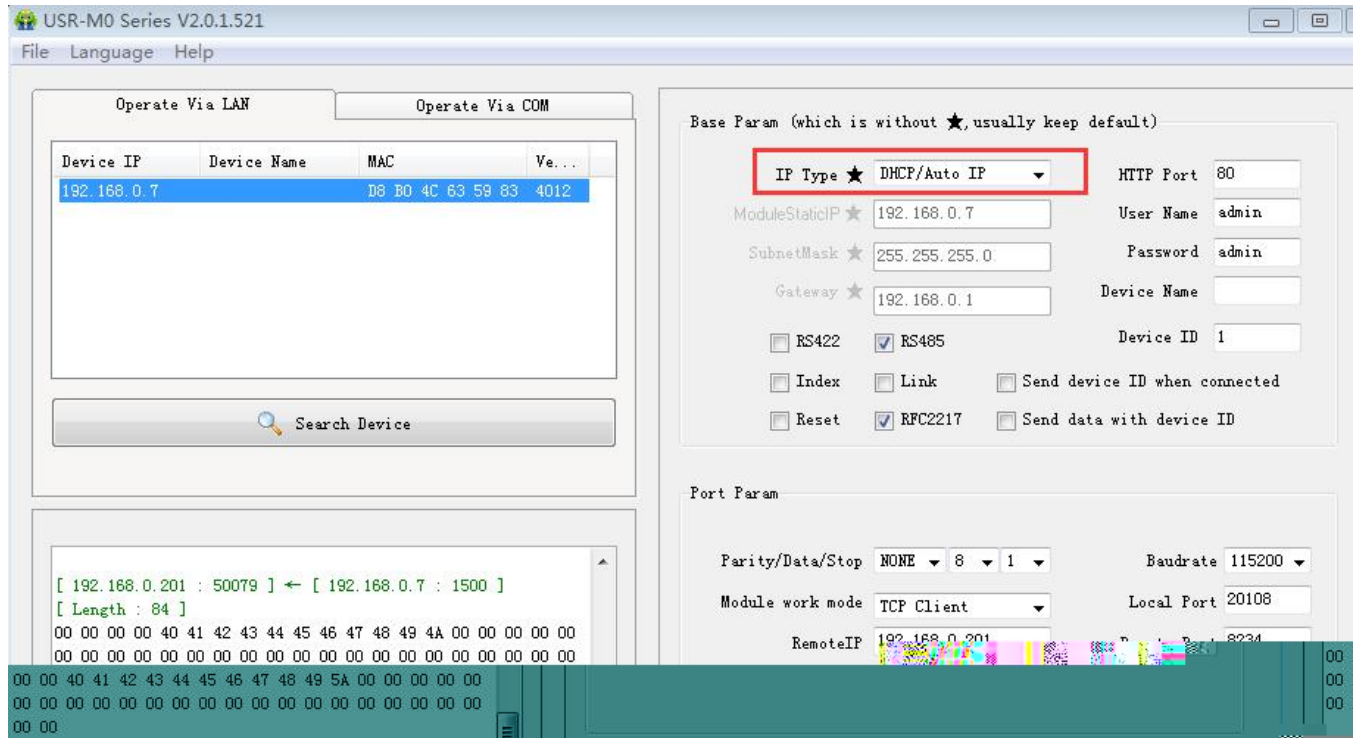 USR-M0 Series V2.0.1.521
File Language Help
Operate Via LAN Operate Via COM
Device IP Device Name MAC Ve...
192.168.0.7 D8 B0 4C 63 59 83 4012
Search Device
[ 192.168.0.201 : 50079 ] ← [ 192.168.0.7 : 1500 ]
[ Length : 84 ]
00 00 00 00 40 41 42 43 44 45 46 47 48 49 4A 00 00 00 00 00
00 00 00 00 00 00 00 00 00 00 00 00 00 00 00 00 00 00 00 00
00 00 40 41 42 43 44 45 46 47 48 49 5A 00 00 00 00 00
00 00 00 00 00 00 00 00 00 00 00 00 00 00 00 00 00 00
00 00
Base Param (which is without ★,usually keep default)
IP Type ★ DHCP/Auto IP HTTP Port 80
ModuleStaticIP ★ 192.168.0.7 User Name admin
SubnetMask ★ 255.255.255.0 Password admin
Gateway ★ 192.168.0.1 Device Name
RS422 RS485 Device ID 1
Index Link Send device ID when connected
Reset RFC2217 Send data with device ID
Port Param
Parity/Data/Stop NONE 8 1 Baudrate 115200
Module work mode TCP Client Local Port 20108
RemoteIP 192.168.0.201 8234
00
00
00